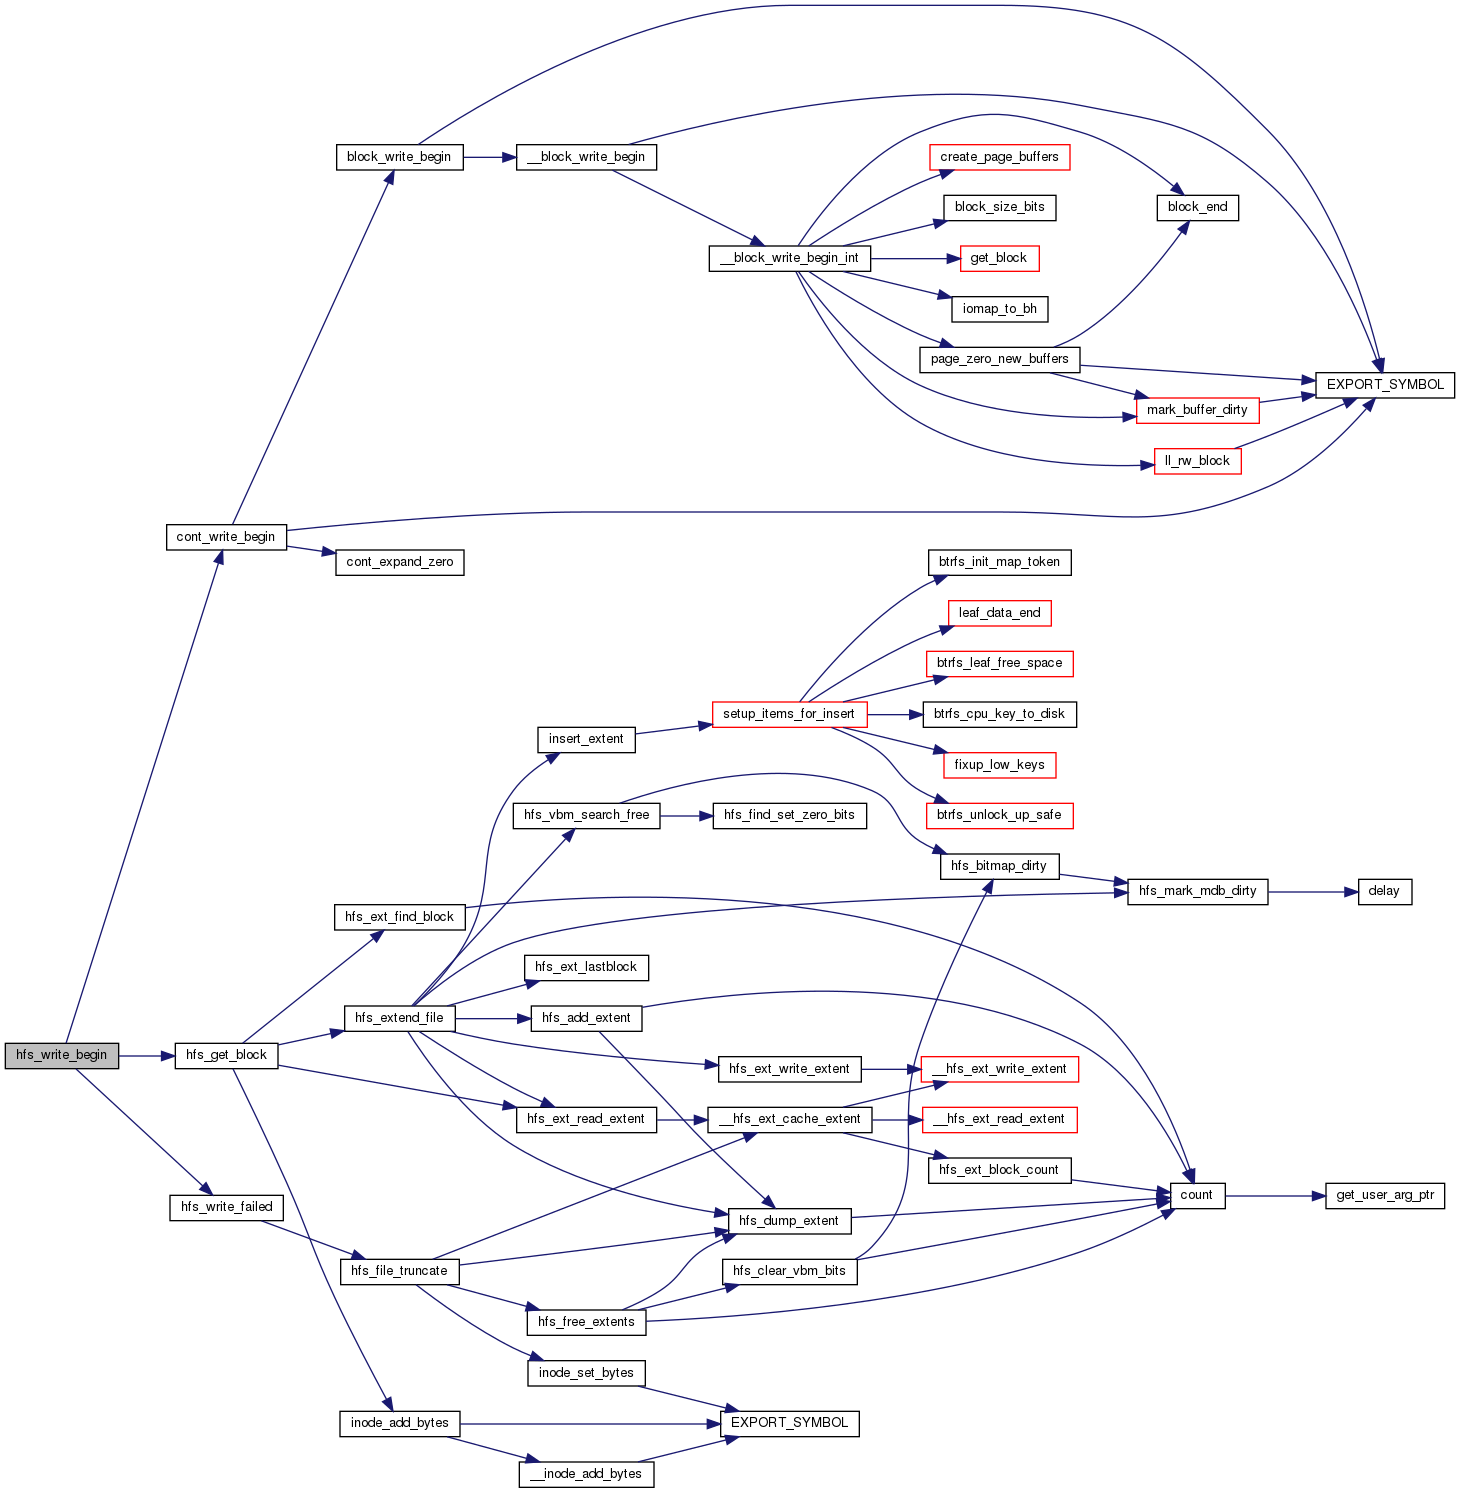 block_write_begin
__block_write_begin
create_page_buffers
block_size_bits
block_end
__block_write_begin_int
get_block
iomap_to_bh
page_zero_new_buffers
EXPORT_SYMBOL
mark_buffer_dirty
ll_rw_block
cont_write_begin
cont_expand_zero
btrfs_init_map_token
leaf_data_end
btrfs_leaf_free_space
setup_items_for_insert
btrfs_cpu_key_to_disk
insert_extent
fixup_low_keys
hfs_vbm_search_free
hfs_find_set_zero_bits
btrfs_unlock_up_safe
hfs_bitmap_dirty
hfs_mark_mdb_dirty
delay
hfs_ext_find_block
hfs_ext_lastblock
hfs_extend_file
hfs_add_extent
hfs_write_begin
hfs_get_block
hfs_ext_write_extent
__hfs_ext_write_extent
hfs_ext_read_extent
__hfs_ext_cache_extent
__hfs_ext_read_extent
hfs_ext_block_count
hfs_write_failed
count
get_user_arg_ptr
hfs_dump_extent
hfs_file_truncate
hfs_clear_vbm_bits
hfs_free_extents
inode_set_bytes
inode_add_bytes
EXPORT_SYMBOL
__inode_add_bytes